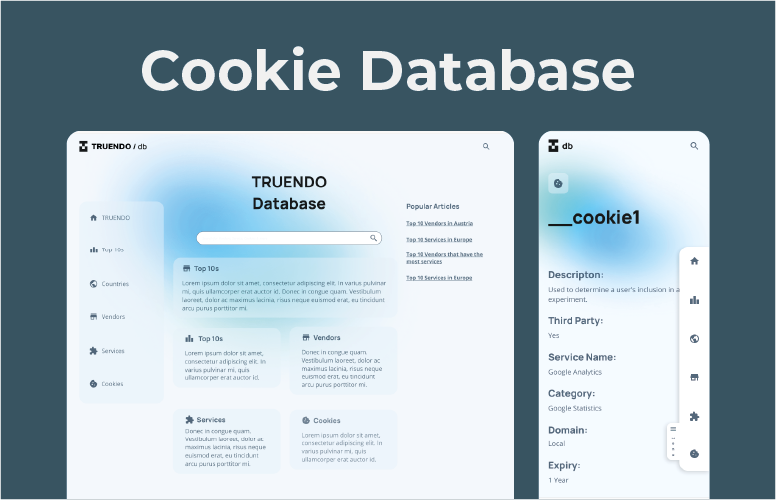 Cookie Database
TRUENDO / db
TRUENDO
Database
TRUENDO
Top 10s
Countries
Vendors
Services
Cookies
Top 10s
Lorem ipsum dolor sit amet, consectetur adipiscing elit. In varius pulvinar
mi, quis ullamcorper erat auctor id. Donec in congue quam. Vestibulum
laoreet dolor ac maximus lacinia, risus neque euismod erat, eu tincidunt
arcu purus porttitor mi.
Top10s
Lorem ipsum dolor sit amet,
consectetur adipiscing elit. In
varius pulvinar mi, quis
ullamcorper erat auctor id.
Vendors
Donec in congue quam.
Vestibulum laoreet dolor ac
maximus lacinia, risus neque
euismod erat, eu tincidunt
arcu purus porttitor mi.
Services
Donec in congue quam.
Vestibulum laoreet dolor ac
maximus lacinia, risus neque
euismod erat, eu tincidunt
arcu purus porttitor mi.
Cookies
Lorem ipsum dolor sit amet,
consectetur adipiscing elit. In
varius pulvinar mi, quis
ullamcorper erat auctor id.
Popular Articles
Top 10 Vendors in Austria
Top 10 Services in Europe
Top 10 Vendors that have the
most services
Top 10 Services in Europe
db
__cookie1
Descripton:
Used to determine a user's inclusion in a
experiment.
Third Party:
Yes
Service Name:
Google Analytics
Category:
Google Statistics
Domain:
Local
Expiry:
1 Year